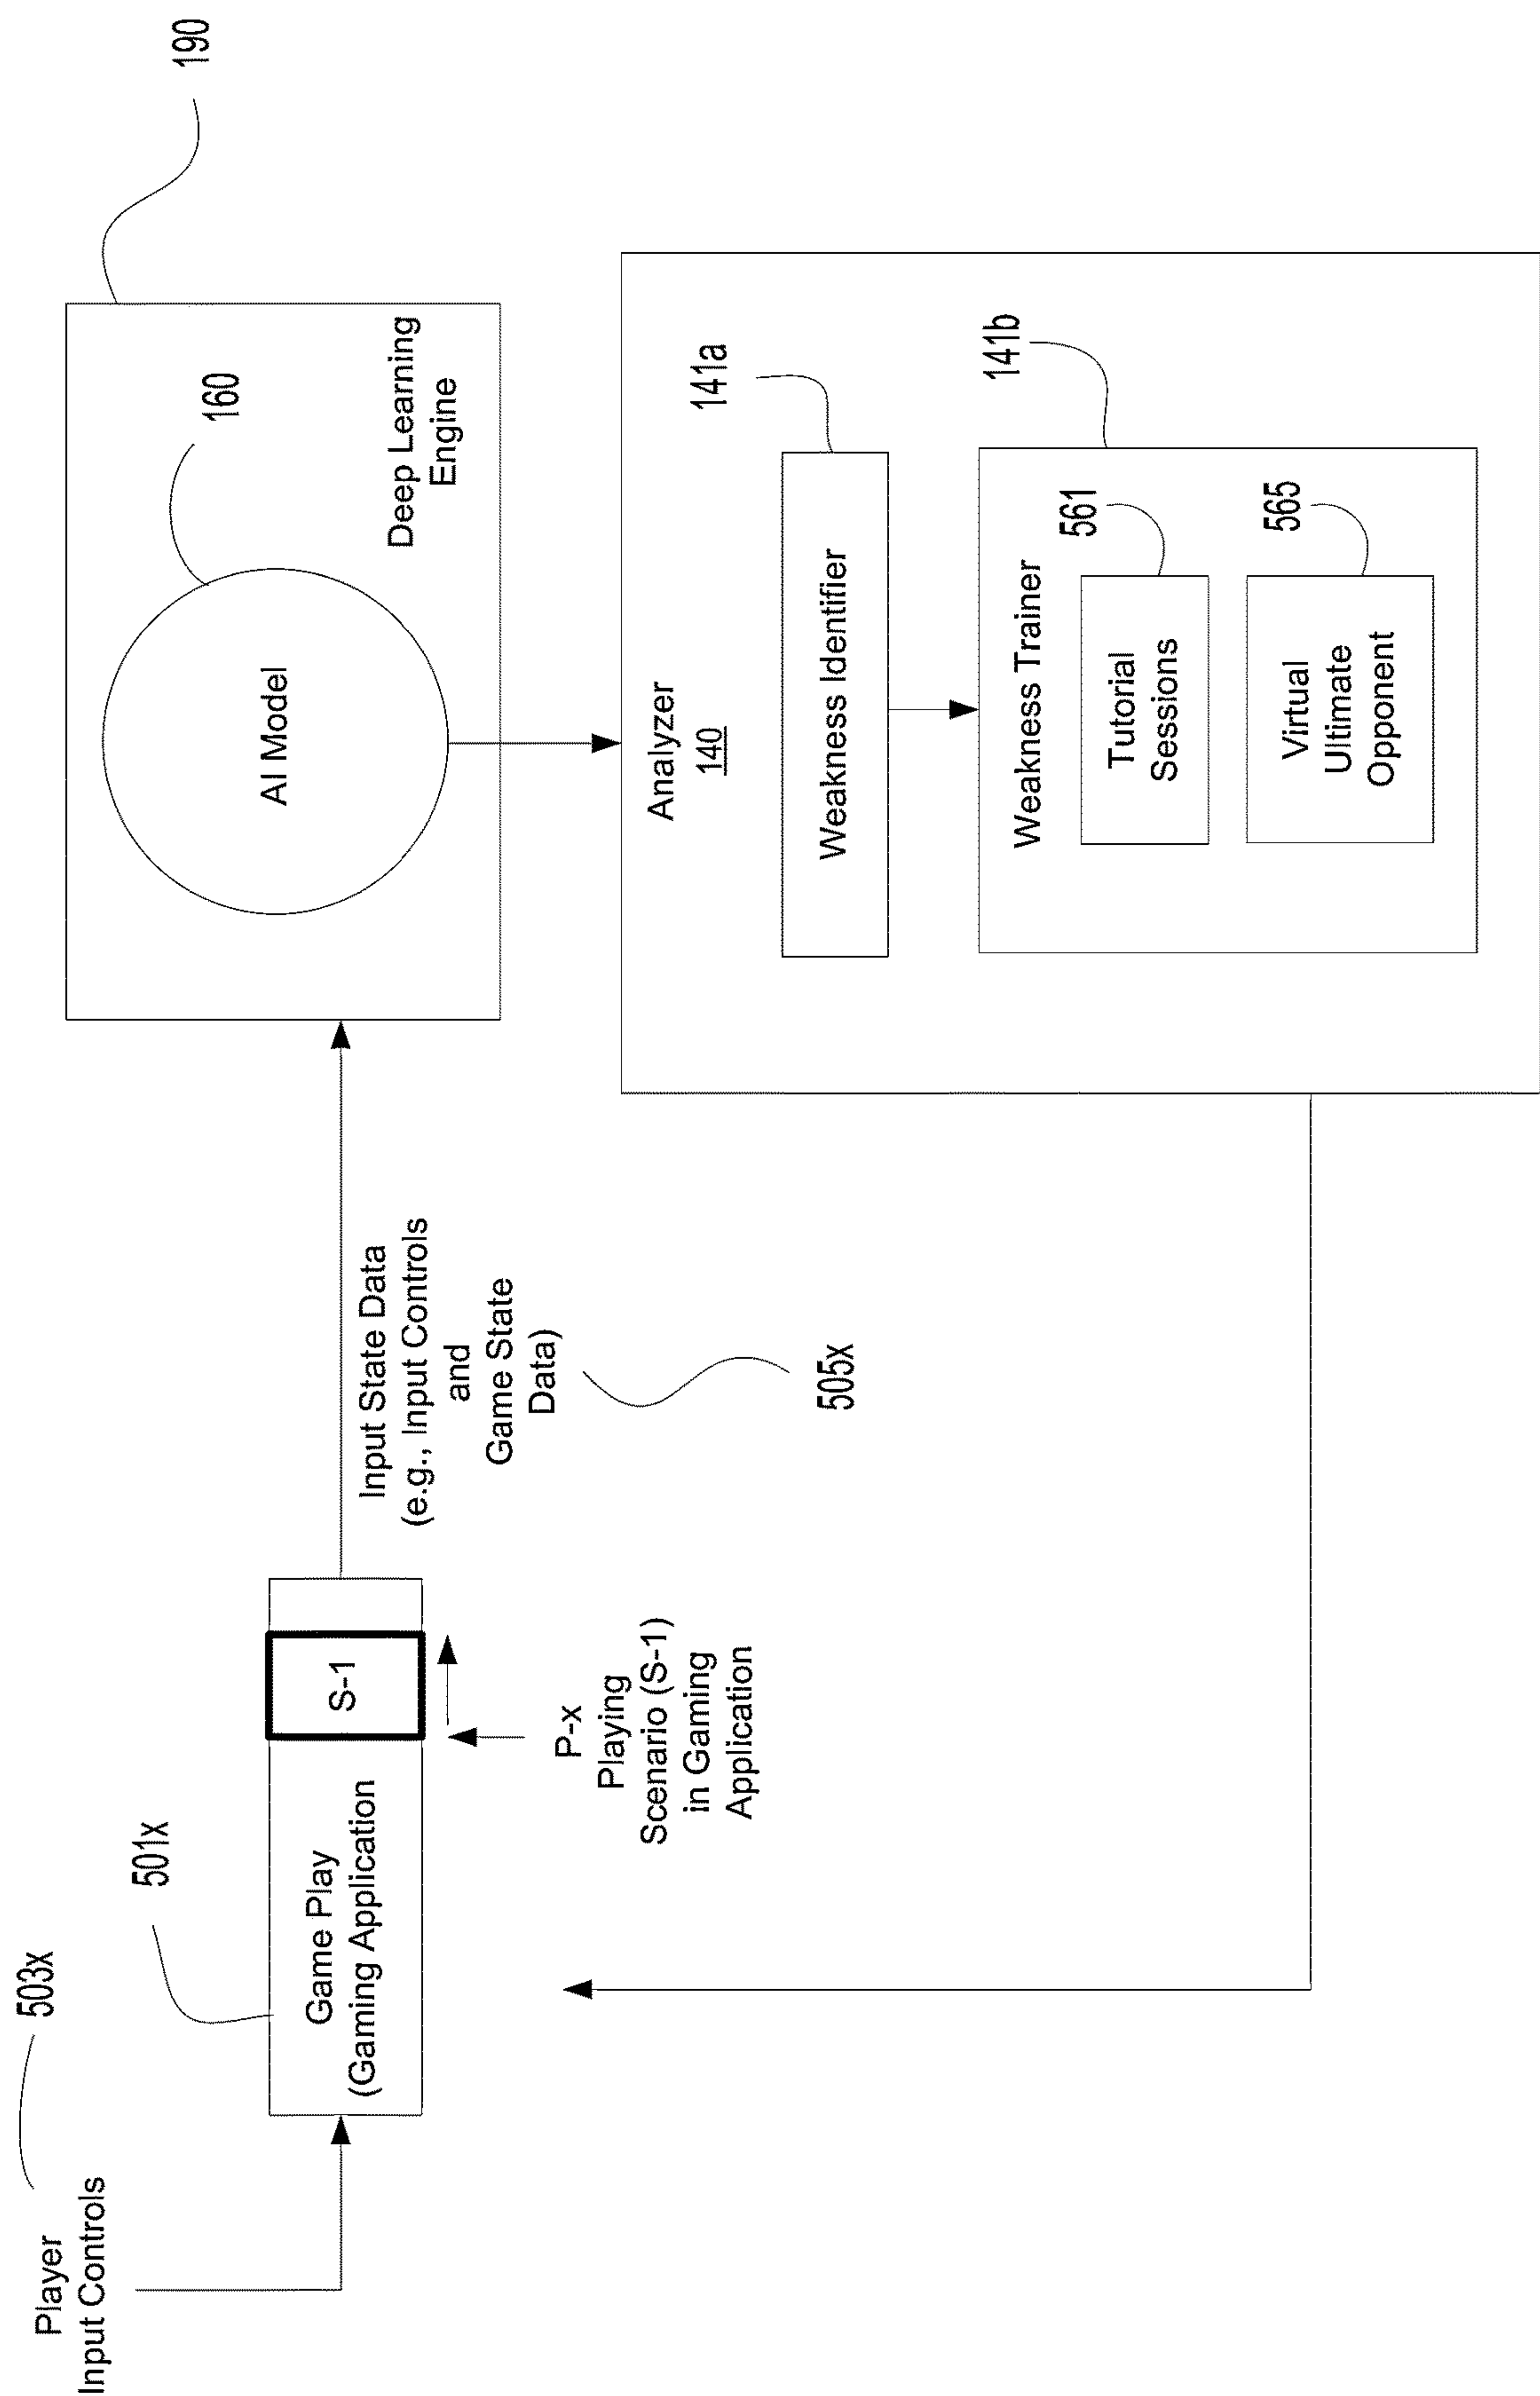 503x
Player
Input Controls
501x
Game Play
(Gaming Application
S-1
P-x
Playing
Scenario (S-1)
in Gaming
Application
Input State Data
(e.g., Input Controls
and
Game State
Data)
505x
190
160
AI Model
Deep Learning
Engine
Analyzer
140
141a
Weakness Identifier
141b
Weakness Trainer
561
Tutorial
Sessions
565
Virtual
Ultimate
Opponent